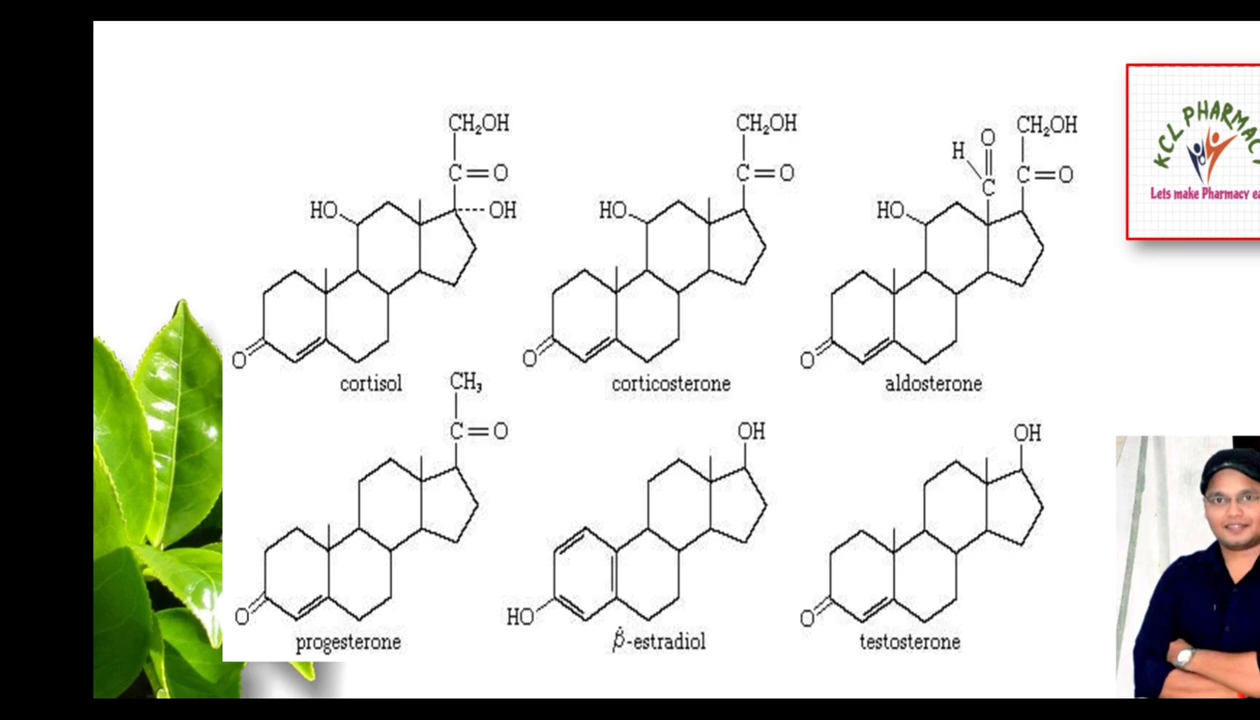 CH₂OH
C=O
HO
OH
O
cortisol
CH₂OH
C=O
HO
O
corticosterone
O
H
C
CH₂OH
C=O
HO
O
aldosterone
CH₃
C=O
O
progesterone
OH
HO
β-estradiol
OH
O
testosterone
KCL PHARMACY
Lets make Pharmacy ea